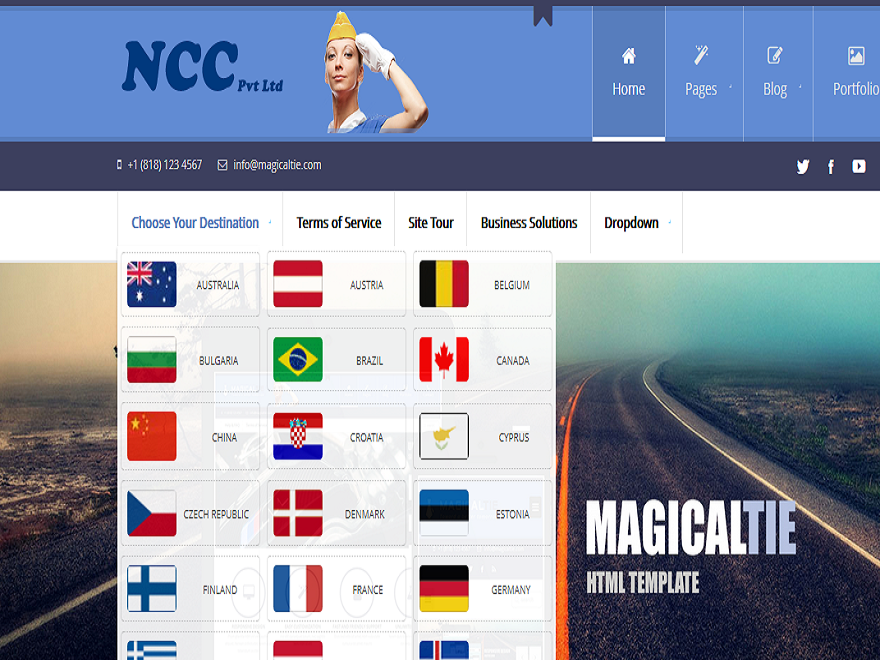 NCC Pvt Ltd
Home
Pages
Blog
Portfolio
+1 (818) 123 4567
info@magicaltie.com
Choose Your Destination
Terms of Service
Site Tour
Business Solutions
Dropdown
AUSTRALIA
AUSTRIA
BELGIUM
BULGARIA
BRAZIL
CANADA
CHINA
CROATIA
CYPRUS
CZECH REPUBLIC
DENMARK
ESTONIA
FINLAND
FRANCE
GERMANY
MAGICALTIE
HTML TEMPLATE